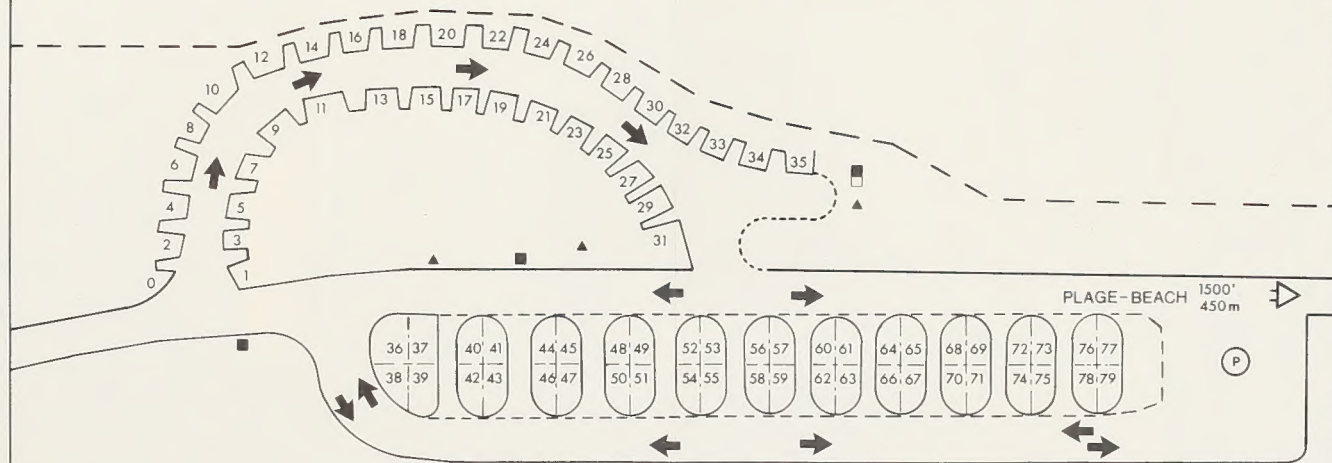 12 14 16 18 20 22 24 26 28 30 32 33 34 35
10 8 6 4 2 0
11 13 15 17 19 21 23 25 27 29 31
9 7 5 3 1
PLAGE-BEACH 1500'
450m
36 37 40 41 44 45 48 49 52 53 56 57 60 61 64 65 68 69 72 73 76 77
38 39 42 43 46 47 50 51 54 55 58 59 62 63 66 67 70 71 74 75 78 79
P